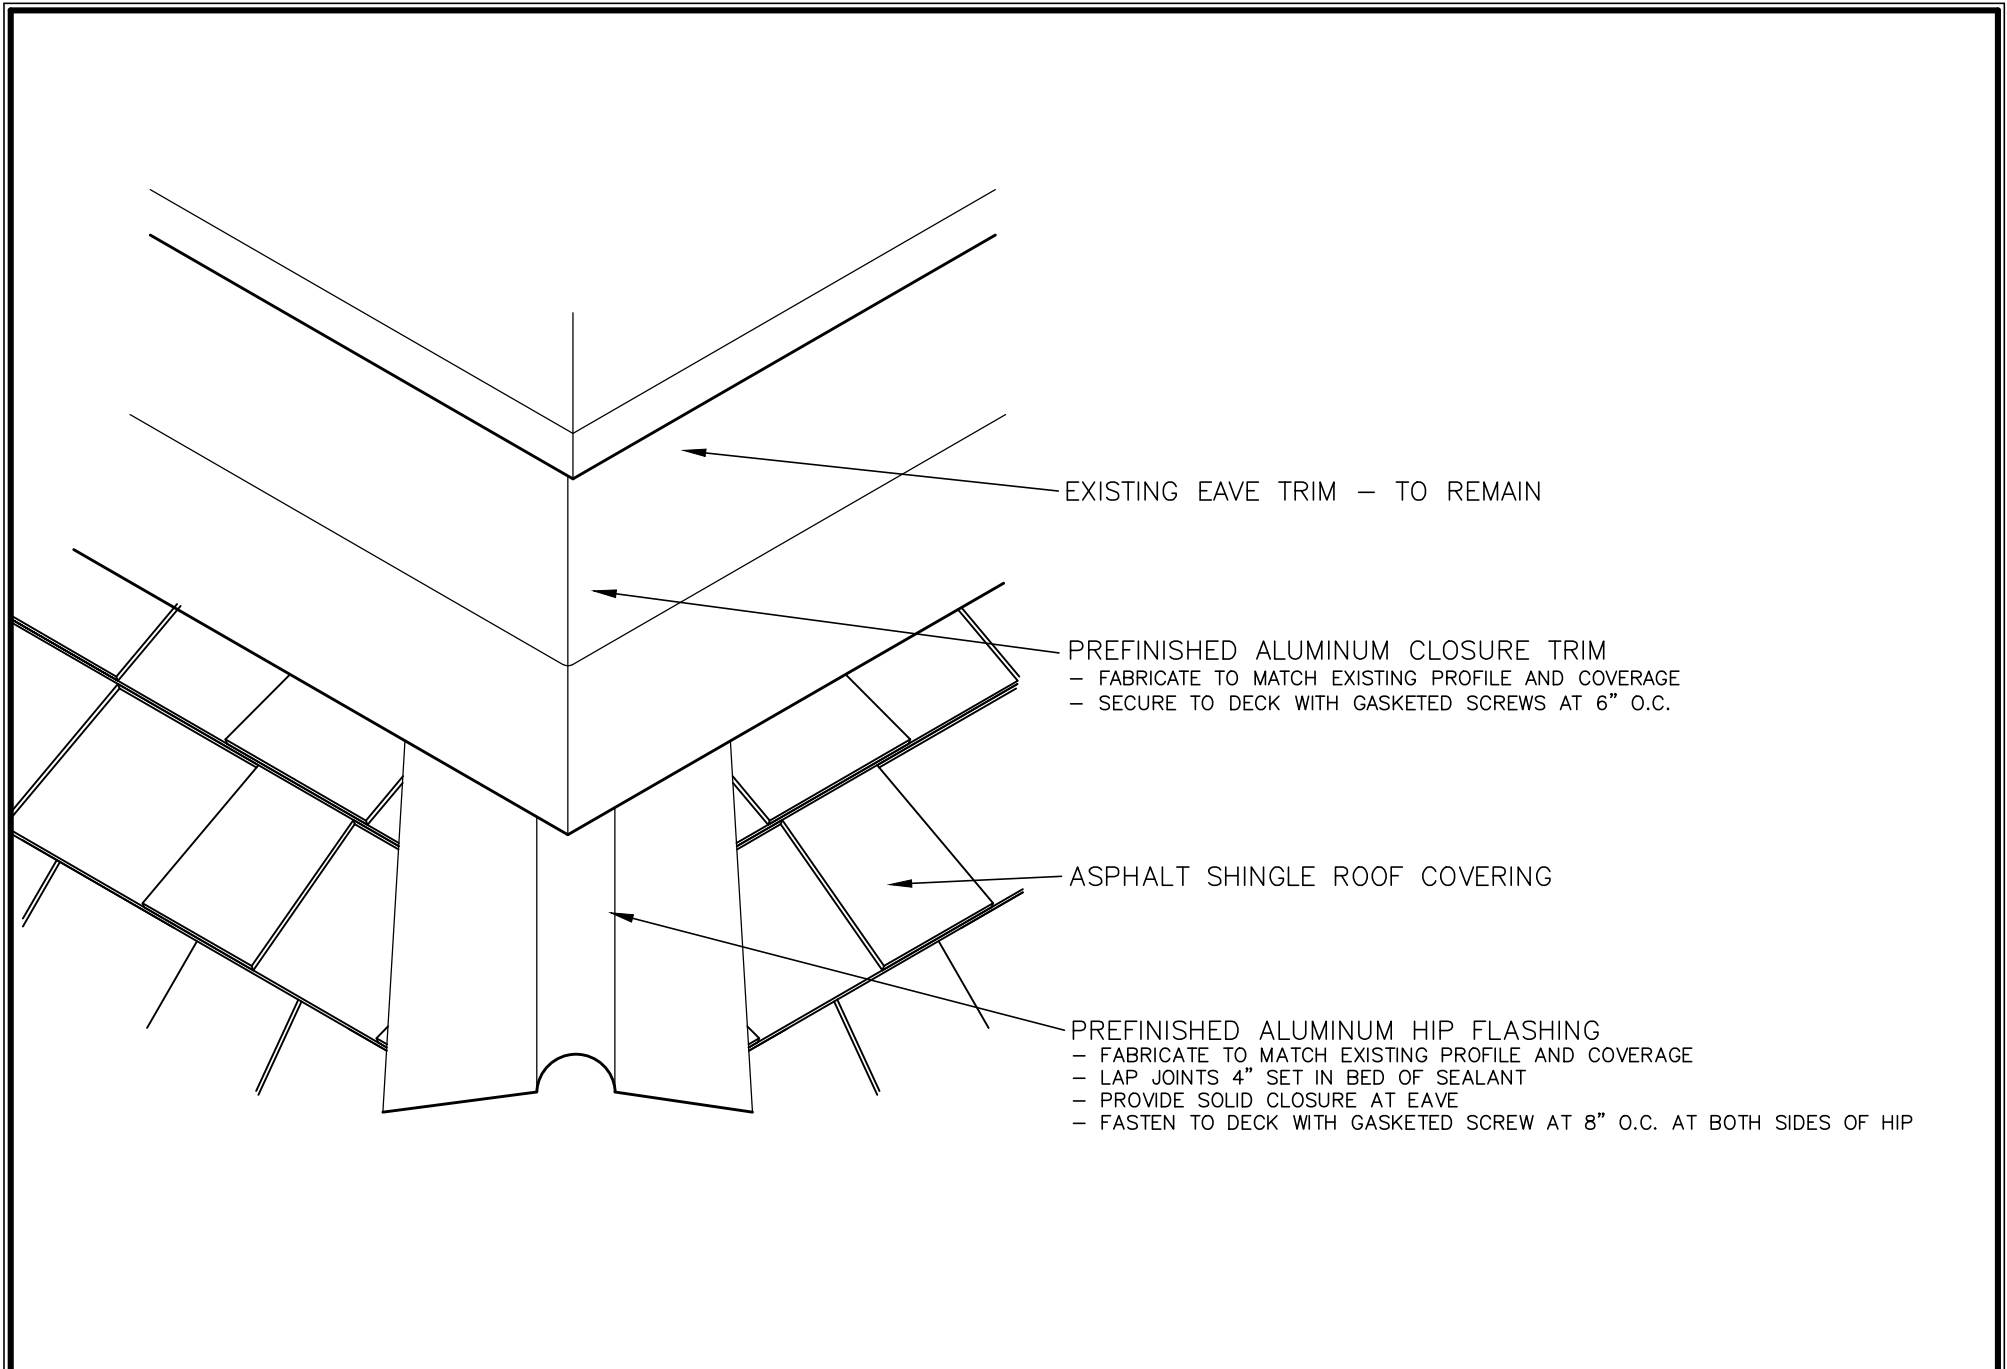 EXISTING EAVE TRIM – TO REMAIN
PREFINISHED ALUMINUM CLOSURE TRIM
– FABRICATE TO MATCH EXISTING PROFILE AND COVERAGE
– SECURE TO DECK WITH GASKETED SCREWS AT 6" O.C.
ASPHALT SHINGLE ROOF COVERING
PREFINISHED ALUMINUM HIP FLASHING
– FABRICATE TO MATCH EXISTING PROFILE AND COVERAGE
– LAP JOINTS 4" SET IN BED OF SEALANT
– PROVIDE SOLID CLOSURE AT EAVE
– FASTEN TO DECK WITH GASKETED SCREW AT 8" O.C. AT BOTH SIDES OF HIP